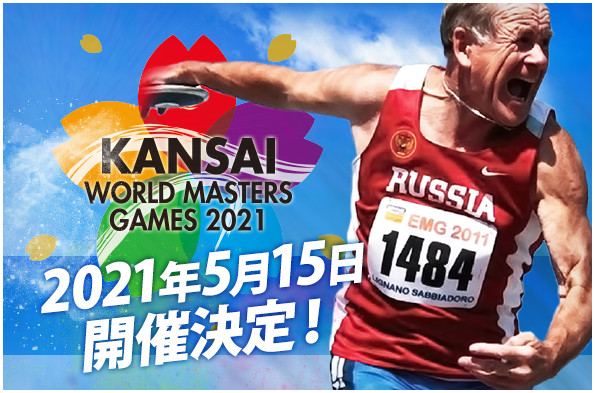 KANSAI
WORLD MASTERS
GAMES 2021
2021年5月15日
開催決定!
RUSSIA
EMG 2011
1484
LIGNANO SABBIADORO